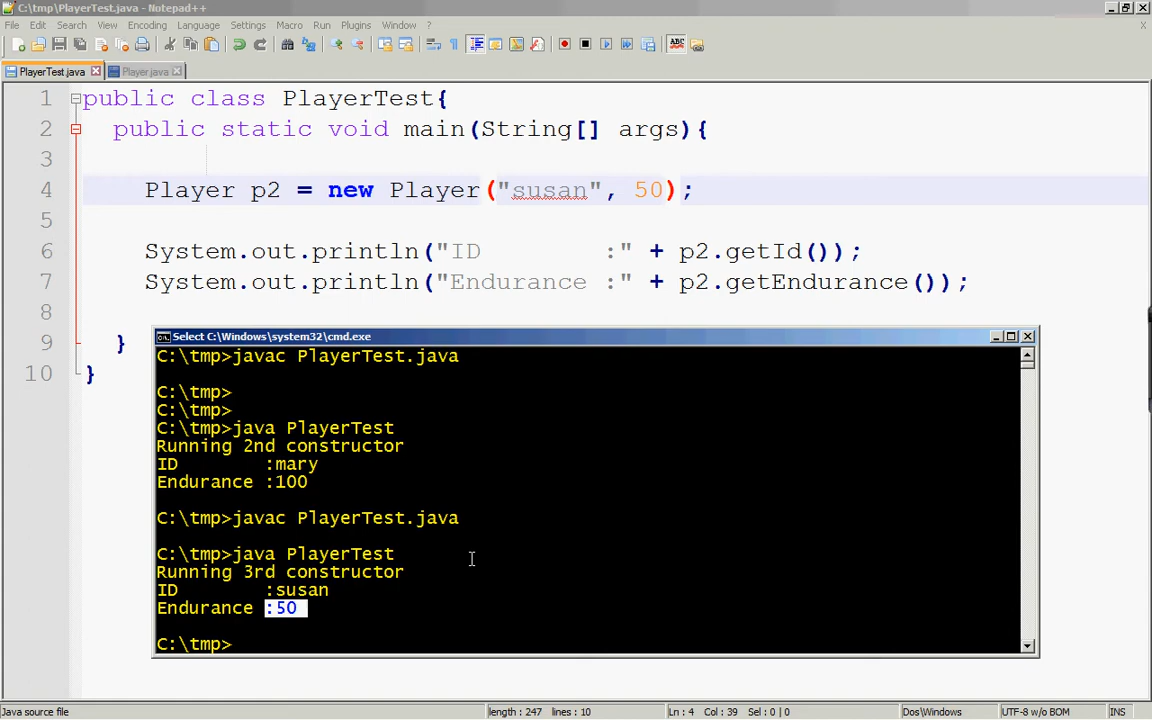 C:\tmp\PlayerTest.java - Notepad++
File Edit Search View Encoding Language Settings Macro Run Plugins Window ?
X
PlayerTest.java Player.java
1 public class PlayerTest{
2 public static void main(String[] args){
3
4 Player p2 = new Player("susan", 50);
5
6 System.out.println("ID      :" + p2.getId());
7 System.out.println("Endurance :" + p2.getEndurance());
8
9 }
10 }
Select C:\Windows\system32\cmd.exe
C:\tmp>javac PlayerTest.java
C:\tmp>
C:\tmp>
C:\tmp>java PlayerTest
Running 2nd constructor
ID        :mary
Endurance :100
C:\tmp>javac PlayerTest.java
C:\tmp>java PlayerTest
Running 3rd constructor
ID        :susan
Endurance :50
C:\tmp>
Java source file length : 247 lines : 10 Ln : 4 Col : 39 Sel : 0 | 0 Dos\Windows UTF-8 w/o BOM INS